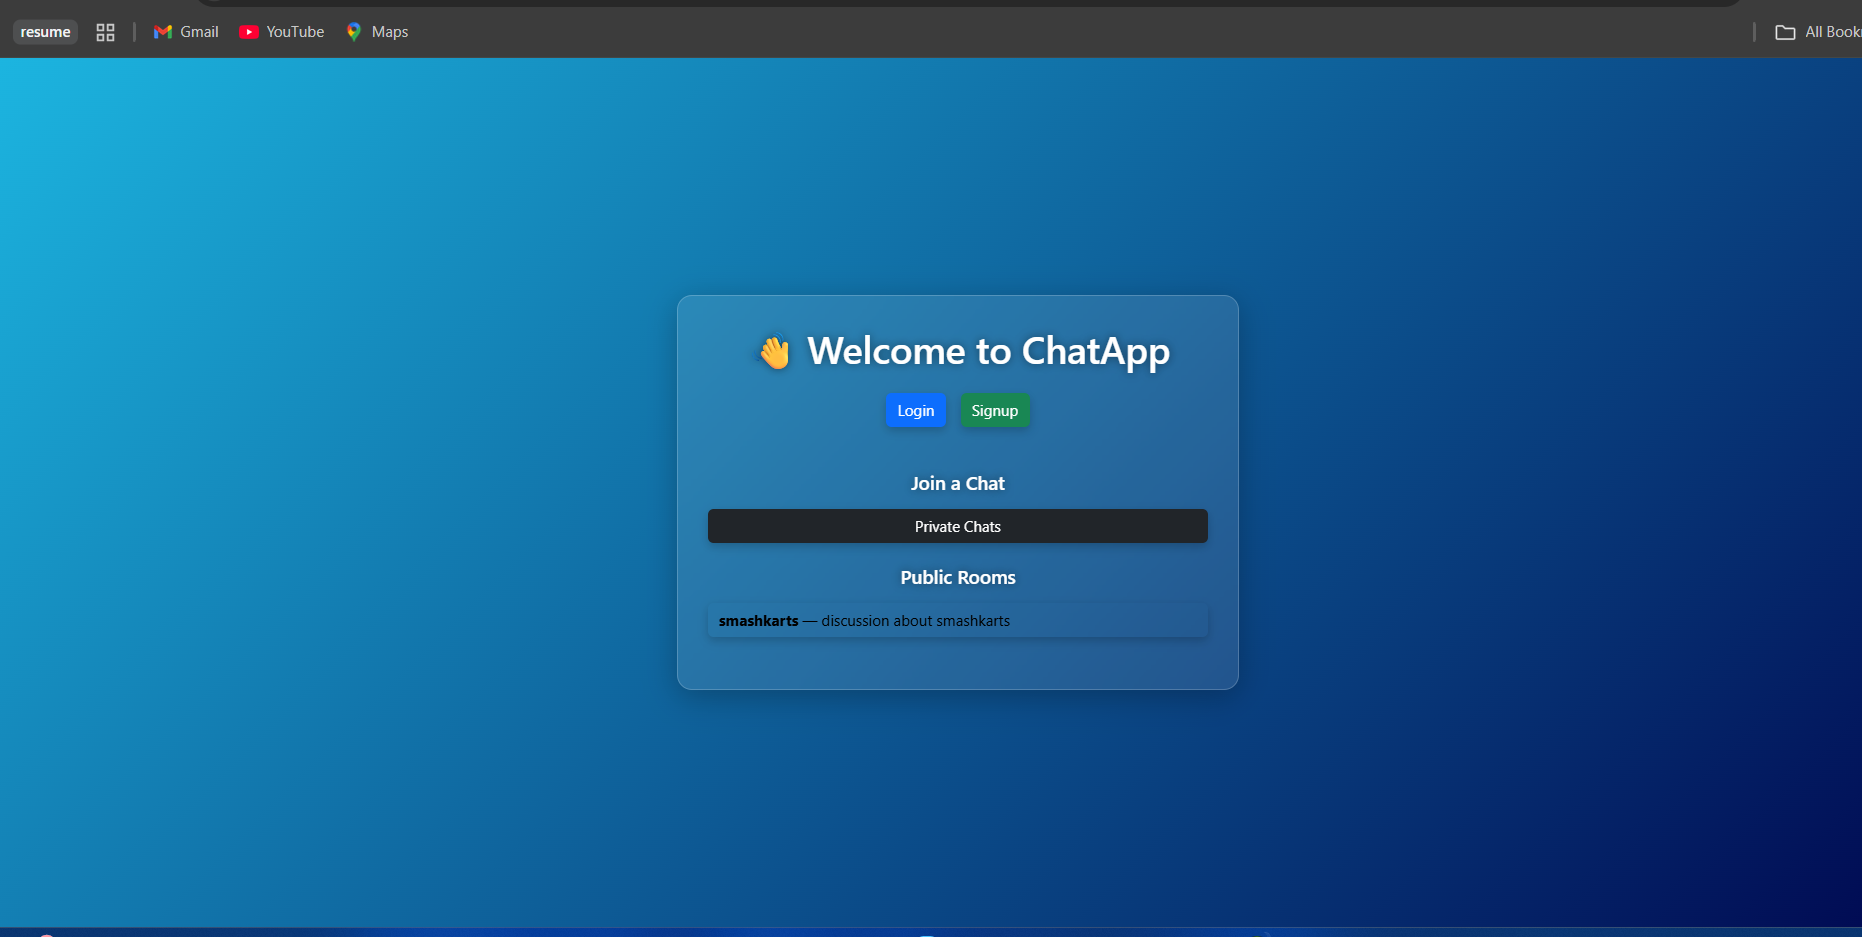 resume Gmail YouTube Maps All Book
👋 Welcome to ChatApp
Login Signup
Join a Chat
Private Chats
Public Rooms
smashkarts — discussion about smashkarts